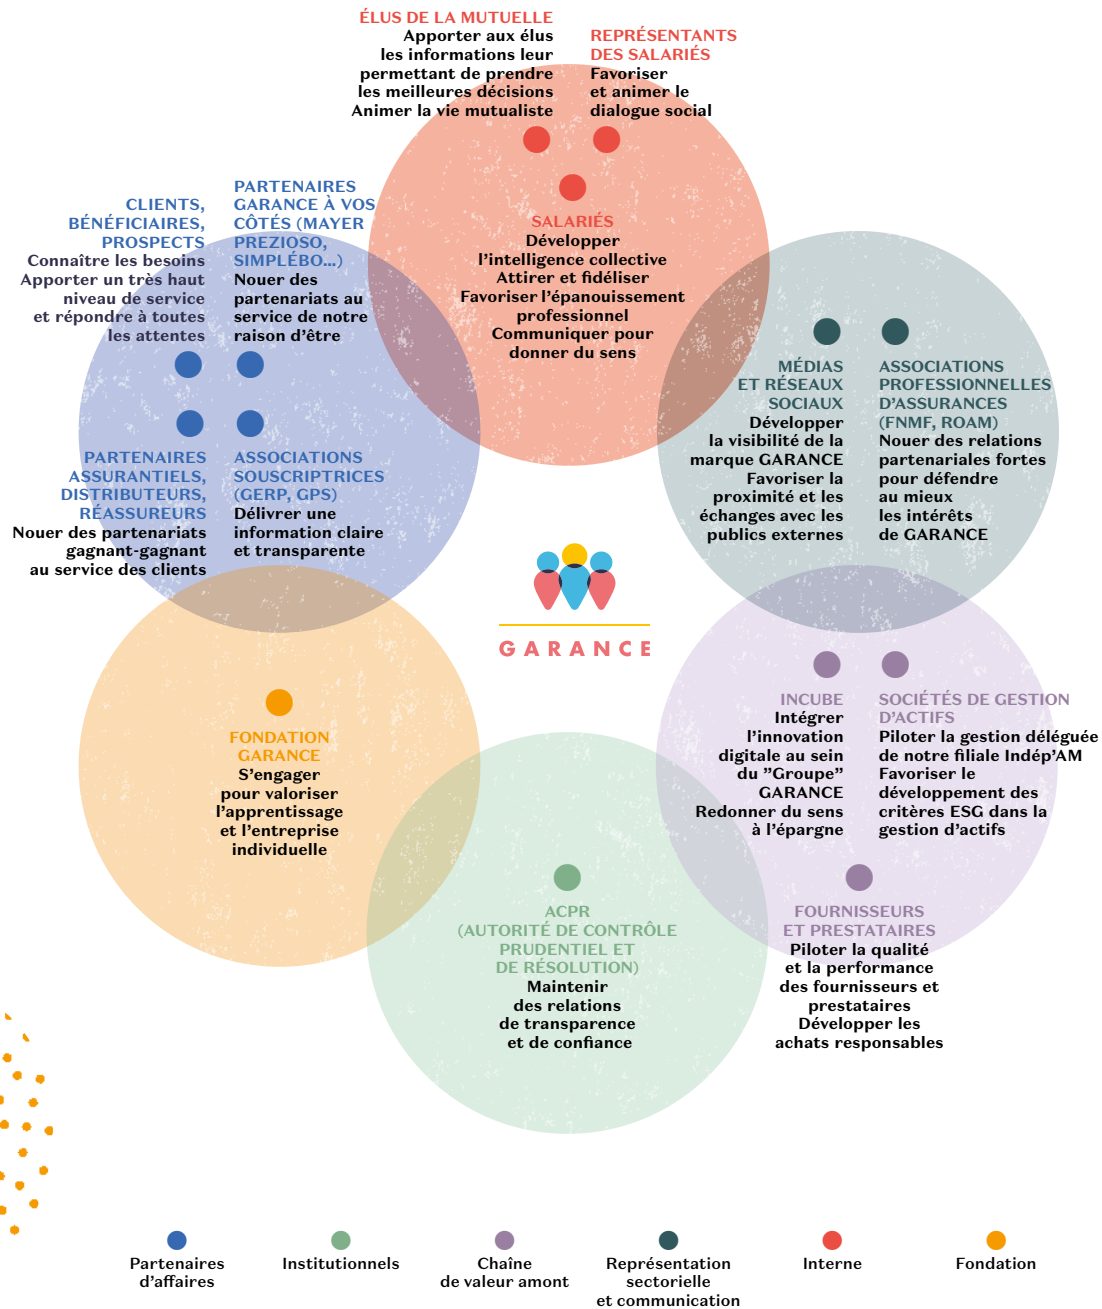 ÉLUS DE LA MUTUELLE
Apporter aux élus
les informations leur
permettant de prendre
les meilleures décisions
Animer la vie mutualiste
REPRÉSENTANTS
DES SALARIÉS
Favoriser
et animer le
dialogue social
SALARIÉS
Développer
l’intelligence collective
Attirer et fidéliser
Favoriser l’épanouissement
professionnel
Communiquer pour
donner du sens
CLIENTS,
BÉNÉFICIAIRES,
PROSPECTS
Connaître les besoins
Apporter un très haut
niveau de service
et répondre à toutes
les attentes
PARTENAIRES
GARANCE À VOS
CÔTÉS (MAYER
PREZIOSO,
SIMPLÉBO...)
Nouer des
partenariats au
service de notre
raison d’être
PARTENAIRES
ASSURANTIELS,
DISTRIBUTEURS,
RÉASSUREURS
Nouer des partenariats
gagnant-gagnant
au service des clients
ASSOCIATIONS
SOUSCRIPTRICES
(GERP, GPS)
Délivrer une
information claire
et transparente
MÉDIAS
ET RÉSEAUX
SOCIAUX
Développer
la visibilité de la
marque GARANCE
Favoriser la
proximité et les
échanges avec les
publics externes
ASSOCIATIONS
PROFESSIONNELLES
D’ASSURANCES
(FNMF, ROAM)
Nouer des relations
partenariales fortes
pour défendre
au mieux
les intérêts
de GARANCE
GARANCE
FONDATION
GARANCE
S’engager
pour valoriser
l’apprentissage
et l’entreprise
individuelle
INCUBE
Intégrer
l’innovation
digitale au sein
du ”Groupe”
GARANCE
Redonner du sens
à l’épargne
SOCIÉTÉS DE GESTION
D’ACTIFS
Piloter la gestion déléguée
de notre filiale Indép’AM
Favoriser le
développement des
critères ESG dans la
gestion d’actifs
ACPR
(AUTORITÉ DE CONTRÔLE
PRUDENTIEL ET
DE RÉSOLUTION)
Maintenir
des relations
de transparence
et de confiance
FOURNISSEURS
ET PRESTATAIRES
Piloter la qualité
et la performance
des fournisseurs et
prestataires
Développer les
achats responsables
Partenaires
d’affaires
Institutionnels
Chaîne
de valeur amont
Représentation
sectorielle
et communication
Interne
Fondation